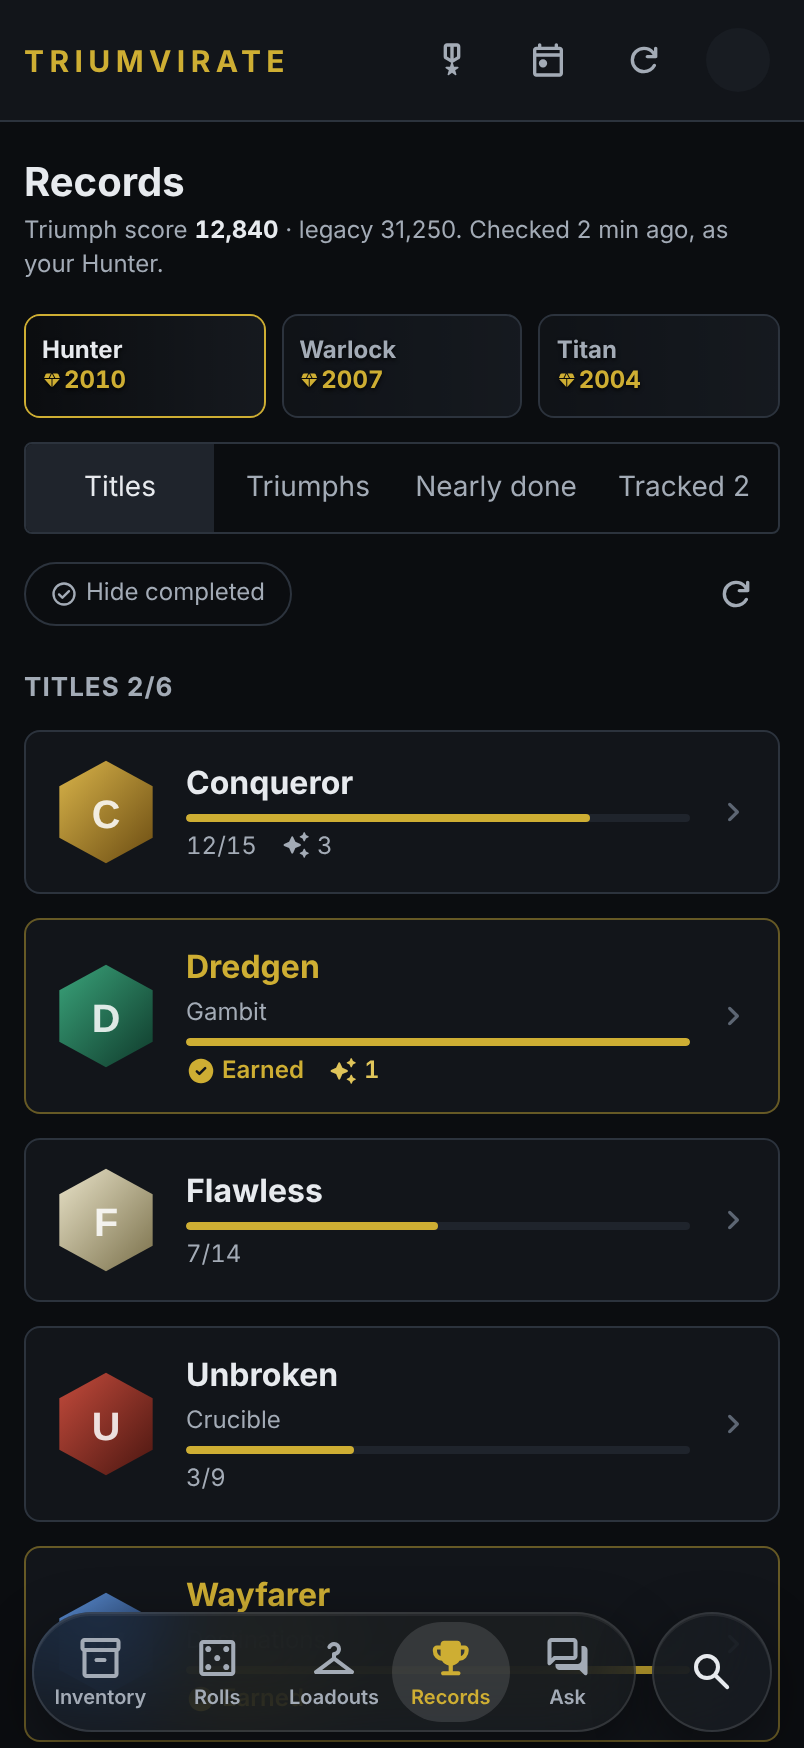 TRIUMVIRATE
Records
Triumph score 12,840 · legacy 31,250. Checked 2 min ago, as
your Hunter.
Hunter
2010
Warlock
2007
Titan
2004
Titles
Triumphs
Nearly done
Tracked 2
Hide completed
TITLES 2/6
C
Conqueror
12/15 3
D
Dredgen
Gambit
Earned 1
F
Flawless
7/14
U
Unbroken
Crucible
3/9
Wayfarer
Inventory
Rolls
Loadouts
Records
Ask